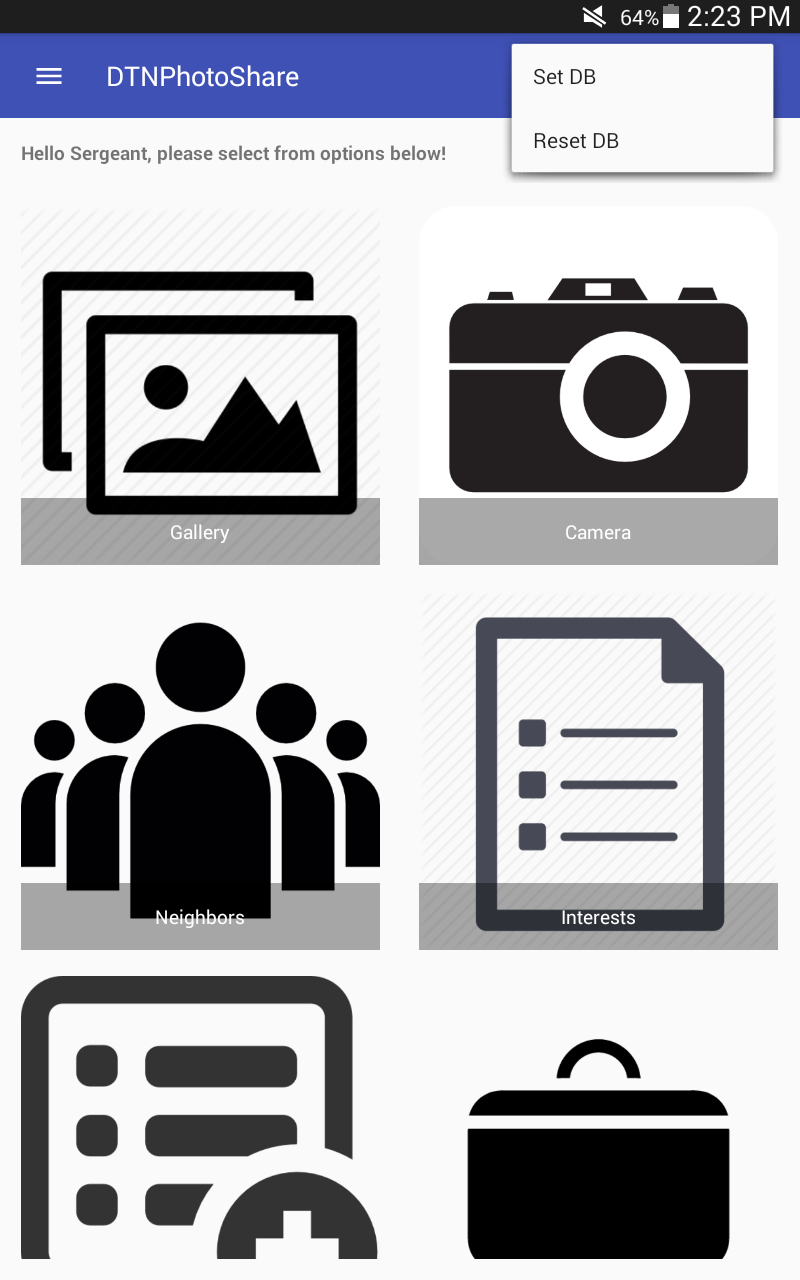 64% 2:23 PM
DTNPhotoShare
Set DB
Reset DB
Hello Sergeant, please select from options below!
Gallery
Camera
Neighbors
Interests